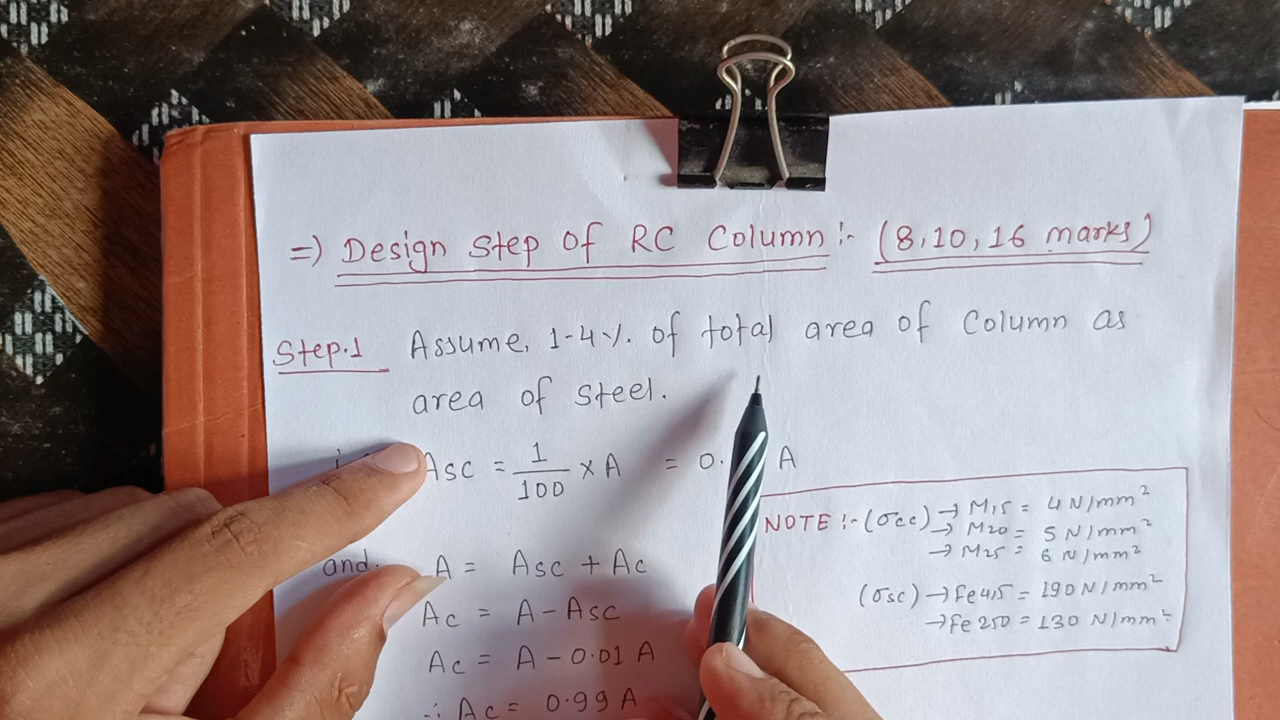 =) Design Step Of RC Column :- (8,10,16 marks)
Step.1 Assume, 1-4%. of total area of Column as
area of Steel.
Asc = 1/100 × A = 0. A
and. A = Asc + Ac
Ac = A - Asc
Ac = A - 0.01 A
∴ Ac = 0.99 A
NOTE :- (σcc) → M15 = 4 N/mm²
→ M20 = 5 N/mm²
→ M25 = 6 N/mm²
(σsc) → Fe415 = 190 N/mm²
→ Fe 250 = 130 N/mm²